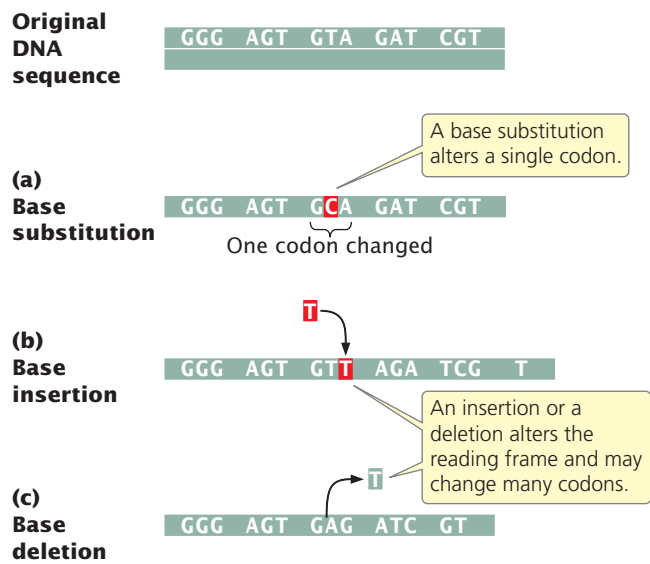 Original
DNA
sequence
GGG AGT GTA GAT CGT
A base substitution
alters a single codon.
(a)
Base
substitution
GGG AGT GCA GAT CGT
One codon changed
T
(b)
Base
insertion
GGG AGT GTT AGA TCG T
An insertion or a
deletion alters the
reading frame and may
change many codons.
T
(c)
Base
deletion
GGG AGT GAG ATC GT